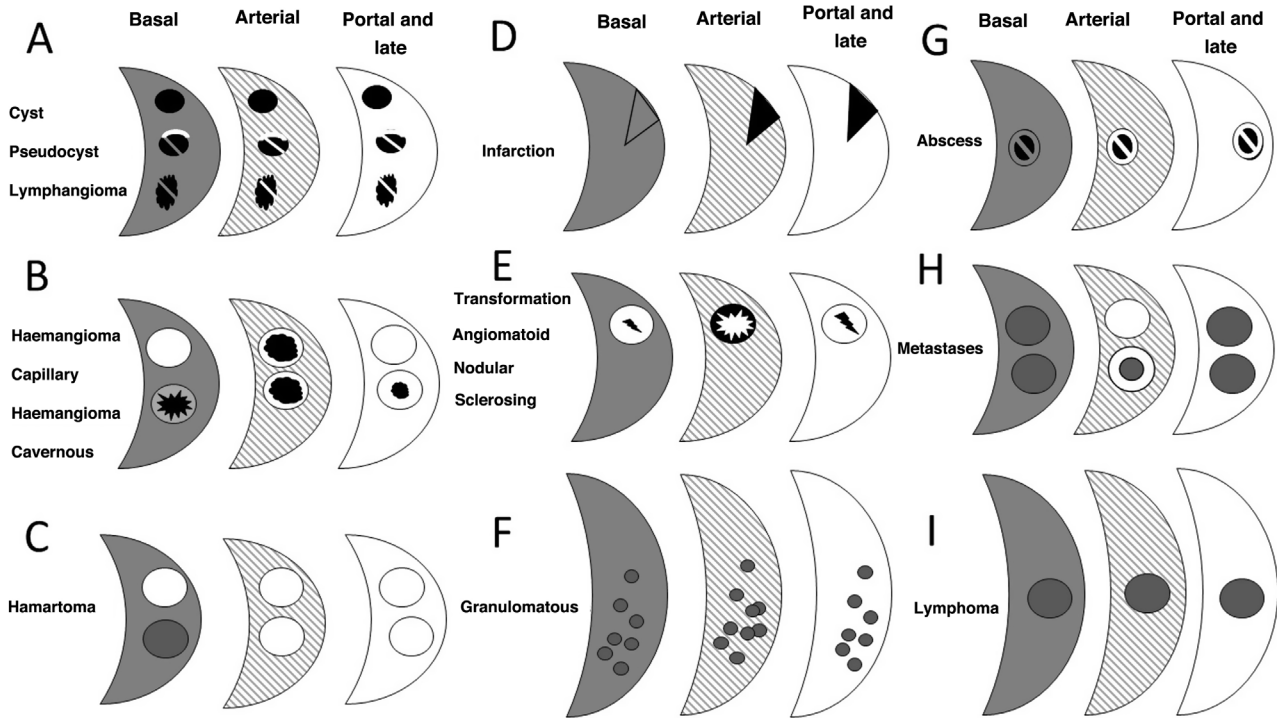 A
Basal
Arterial
Portal and
late
Cyst
Pseudocyst
Lymphangioma
B
Haemangioma
Capillary
Haemangioma
Cavernous
C
Hamartoma
D
Basal
Arterial
Portal and
late
Infarction
E
Transformation
Angiomatoid
Nodular
Sclerosing
F
Granulomatous
G
Basal
Arterial
Portal and
late
Abscess
H
Metastases
I
Lymphoma